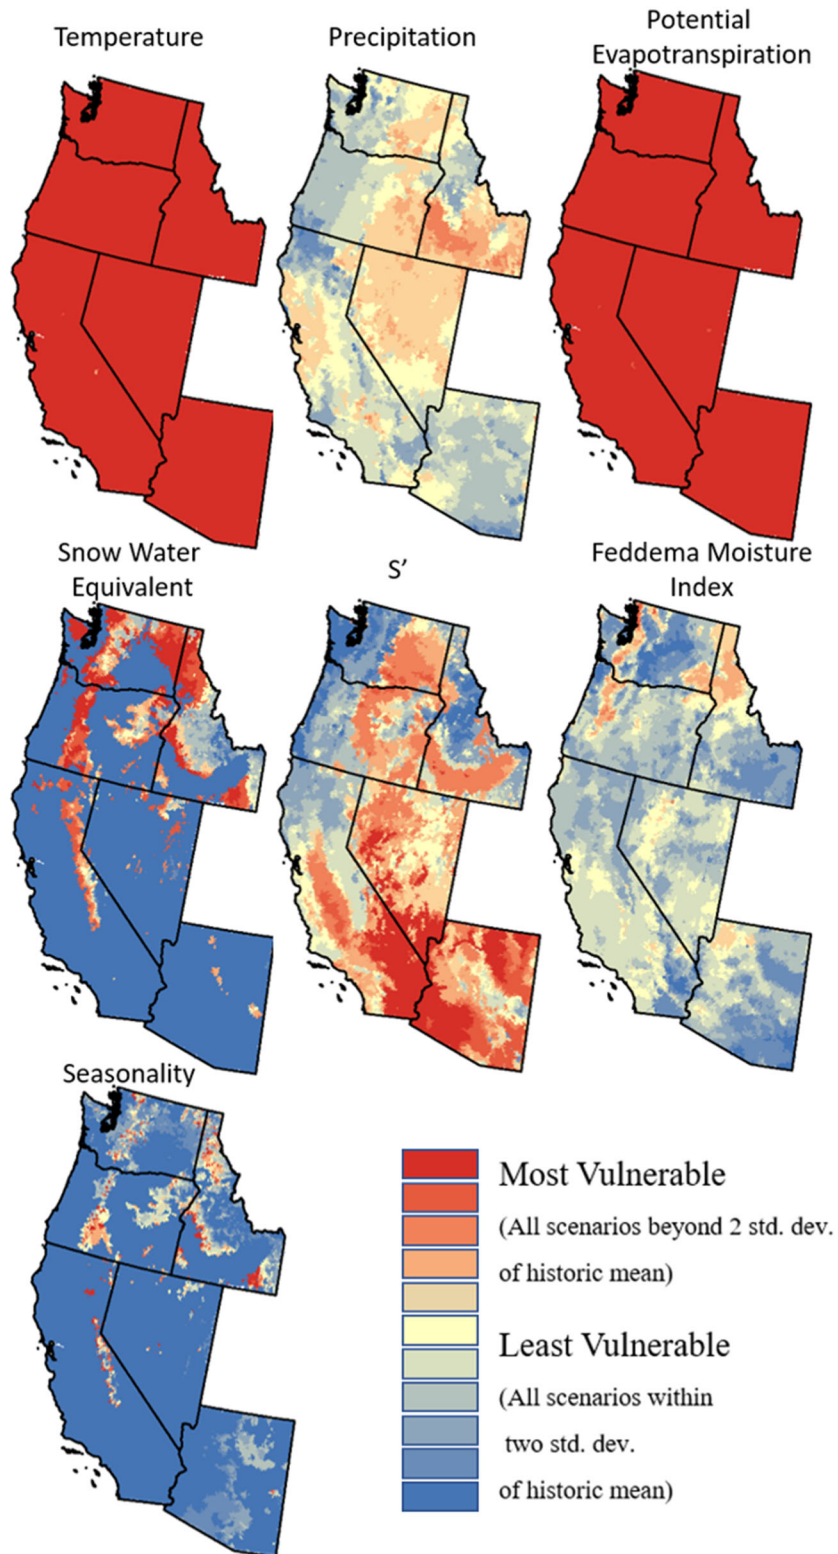 Temperature
Precipitation
Potential
Evapotranspiration
Snow Water
Equivalent
S’
Feddema Moisture
Index
Seasonality
Most Vulnerable
(All scenarios beyond 2 std. dev.
of historic mean)
Least Vulnerable
(All scenarios within
two std. dev.
of historic mean)